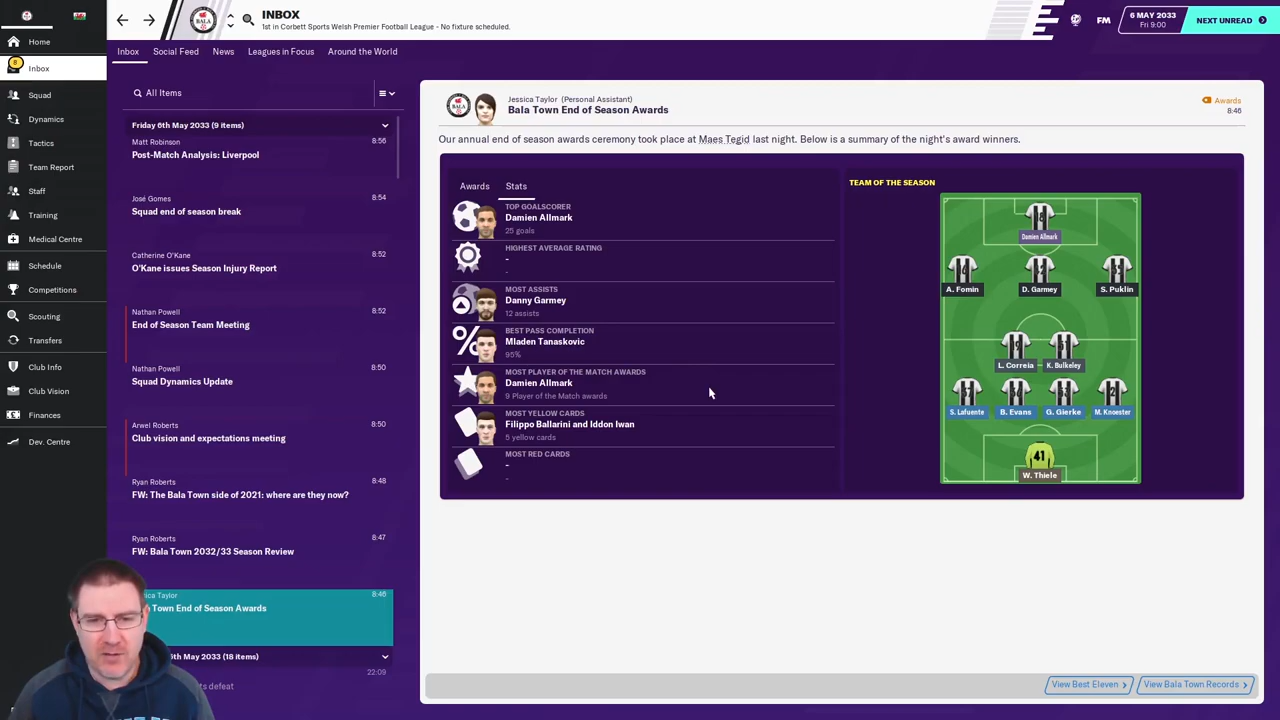 INBOX
1st in Corbett Sports Welsh Premier Football League - No fixture scheduled.
FM
6 MAY 2033
Fri 9:00
NEXT UNREAD
Inbox
Social Feed
News
Leagues in Focus
Around the World
Home
8
Inbox
Squad
Dynamics
Tactics
Team Report
Staff
Training
Medical Centre
Schedule
Competitions
Scouting
Transfers
Club Info
Club Vision
Finances
Dev. Centre
All Items
Friday 6th May 2033 (9 items)
Matt Robinson
8:56
Post-Match Analysis: Liverpool
José Gomes
8:54
Squad end of season break
Catherine O'Kane
8:52
O'Kane issues Season Injury Report
Nathan Powell
8:52
End of Season Team Meeting
Nathan Powell
8:50
Squad Dynamics Update
Arwel Roberts
8:50
Club vision and expectations meeting
Ryan Roberts
8:48
FW: The Bala Town side of 2021: where are they now?
Ryan Roberts
8:47
FW: Bala Town 2032/33 Season Review
Taylor
8:46
Town End of Season Awards
May 2033 (18 items)
22:09
defeat
BALA
Jessica Taylor (Personal Assistant)
Bala Town End of Season Awards
Awards
8:46
Our annual end of season awards ceremony took place at Maes Tegid last night. Below is a summary of the night's award winners.
Awards
Stats
TOP GOALSCORER
Damien Allmark
25 goals
HIGHEST AVERAGE RATING
-
-
MOST ASSISTS
Danny Garmey
12 assists
BEST PASS COMPLETION
Mladen Tanaskovic
95%
MOST PLAYER OF THE MATCH AWARDS
Damien Allmark
9 Player of the Match awards
MOST YELLOW CARDS
Filippo Ballarini and Iddon Iwan
5 yellow cards
MOST RED CARDS
-
-
TEAM OF THE SEASON
Damien Allmark
A. Fomin
D. Garmey
S. Puklin
L. Correia
K. Bulkeley
S. Lafuente
B. Evans
G. Gierke
M. Knoester
41
W. Thiele
View Best Eleven
View Bala Town Records